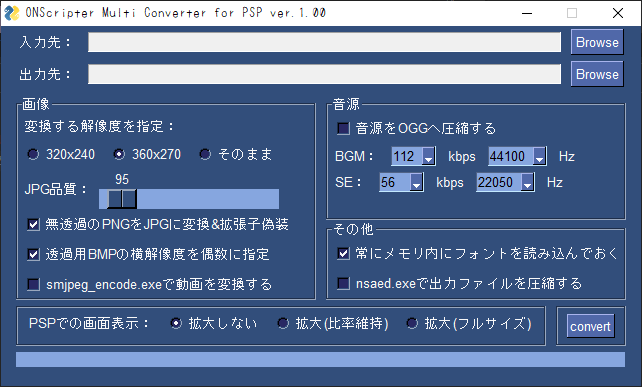 ONScripter Multi Converter for PSP ver.1.00
入力先：
Browse
出力先：
Browse
画像
変換する解像度を指定：
320x240 360x270 そのまま
JPG品質： 95
無透過のPNGをJPGに変換&拡張子偽装
透過用BMPの横解像度を偶数に指定
smjpeg_encode.exeで動画を変換する
音源
音源をOGGへ圧縮する
BGM： 112 kbps 44100 Hz
SE： 56 kbps 22050 Hz
その他
常にメモリ内にフォントを読み込んでおく
nsaed.exeで出力ファイルを圧縮する
PSPでの画面表示： 拡大しない 拡大(比率維持) 拡大(フルサイズ)
convert